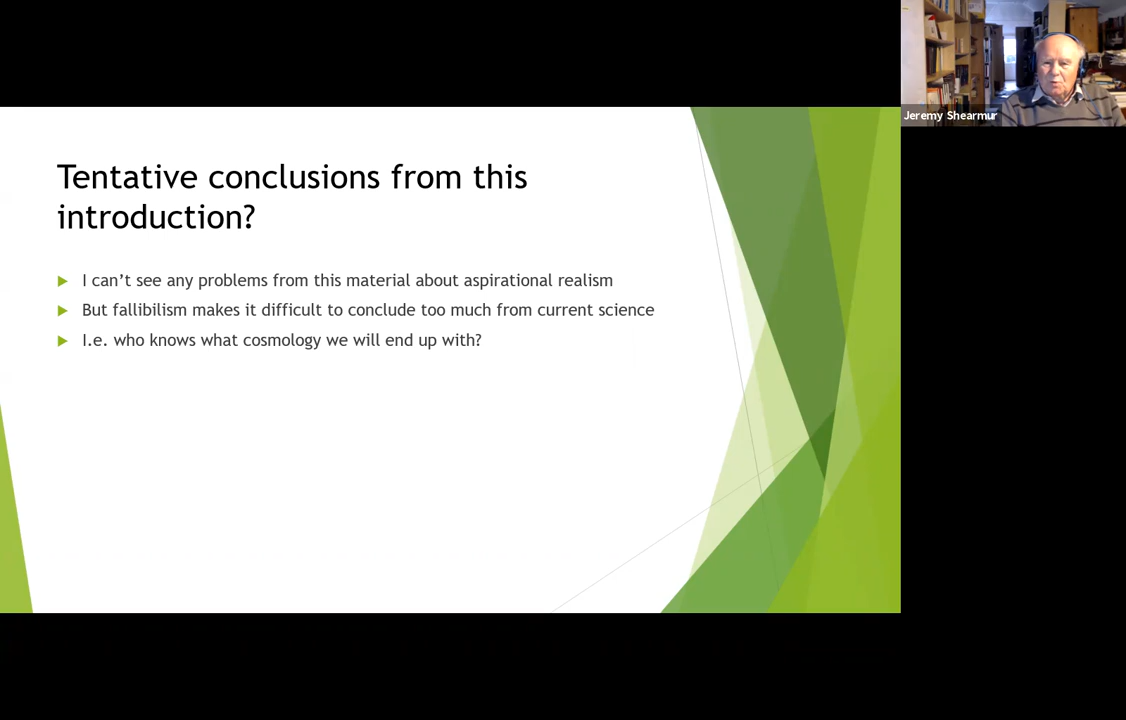 Jeremy Shearmur
Tentative conclusions from this
introduction?
I can’t see any problems from this material about aspirational realism
But fallibilism makes it difficult to conclude too much from current science
I.e. who knows what cosmology we will end up with?